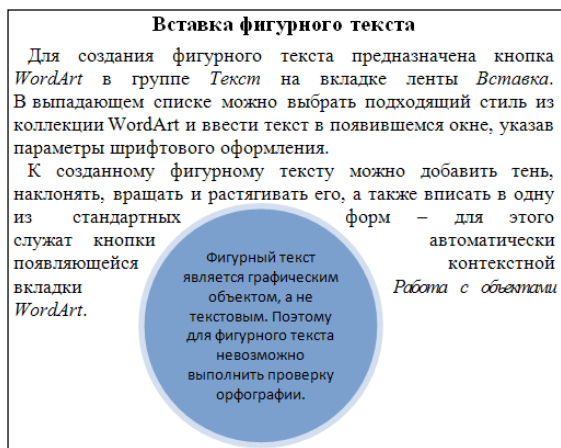 Вставка фигурного текста
Для создания фигурного текста предназначена кнопка
WordArt в группе Текст на вкладке ленты Вставка.
В выпадающем списке можно выбрать подходящий стиль из
коллекции WordArt и ввести текст в появившемся окне, указав
параметры шрифтового оформления.
К созданному фигурному тексту можно добавить тень,
наклонять, вращать и растягивать его, а также вписать в одну
из стандартных форм – для этого
служат кнопки автоматически
появляющейся контекстной
вкладки Работа с объектами
WordArt.
Фигурный текст
является графическим
объектом, а не
текстовым. Поэтому
для фигурного текста
невозможно
выполнить проверку
орфографии.